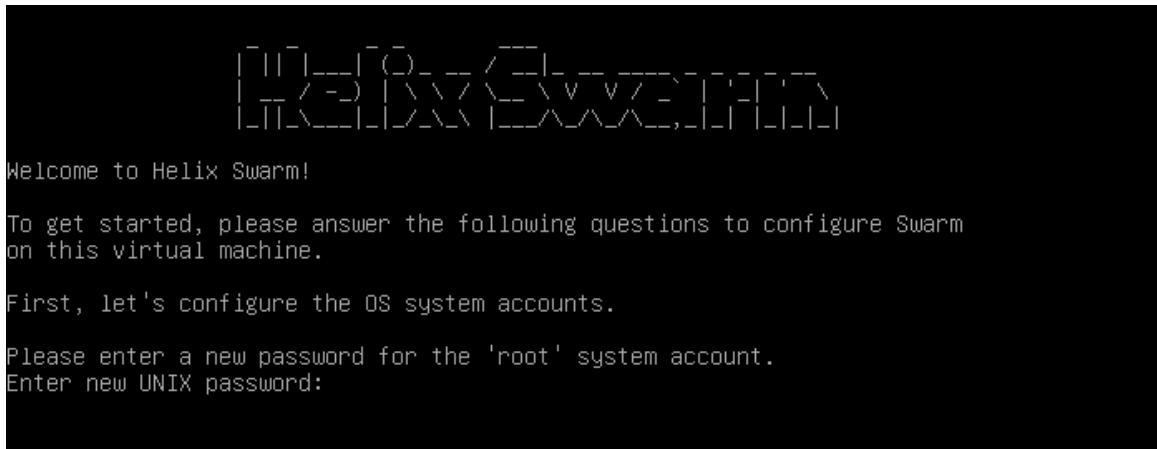 Helix Swarm
Welcome to Helix Swarm!
To get started, please answer the following questions to configure Swarm
on this virtual machine.
First, let's configure the OS system accounts.
Please enter a new password for the 'root' system account.
Enter new UNIX password: